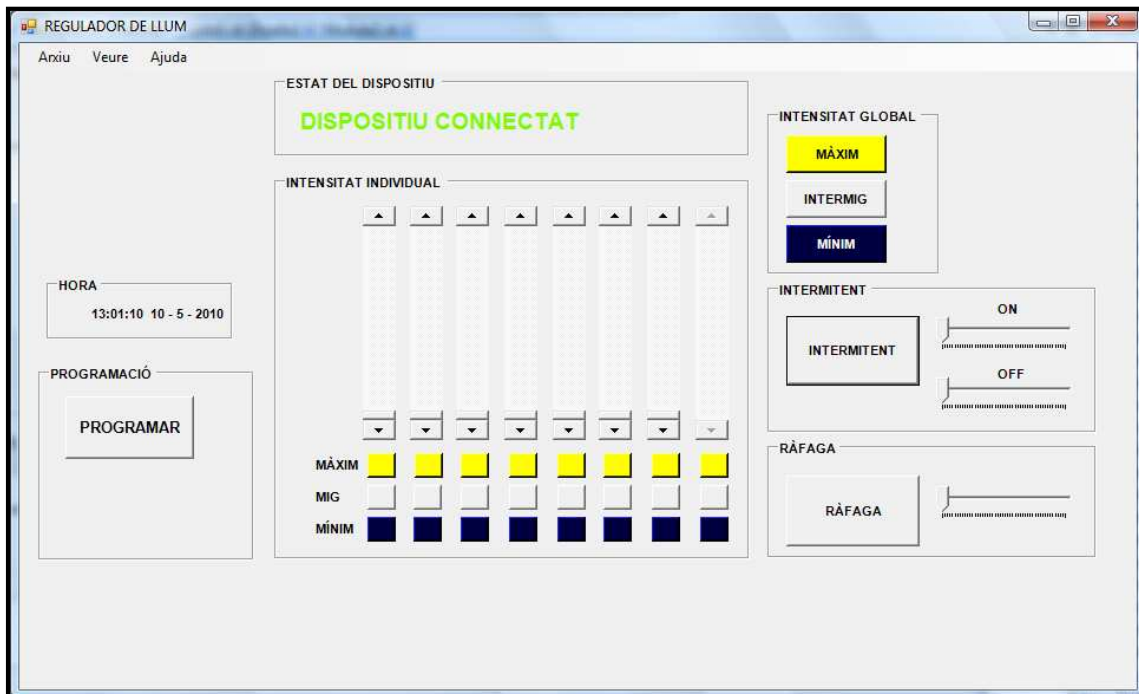 REGULADOR DE LLUM
Arxiu Veure Ajuda
ESTAT DEL DISPOSITIU
DISPOSITIU CONNECTAT
INTENSITAT GLOBAL
MÀXIM
INTERMIG
MÍNIM
INTENSITAT INDIVIDUAL
MÀXIM
MIG
MÍNIM
HORA
13:01:10 10 - 5 - 2010
PROGRAMACIÓ
PROGRAMAR
INTERMITENT
INTERMITENT
ON
OFF
RÀFAGA
RÀFAGA